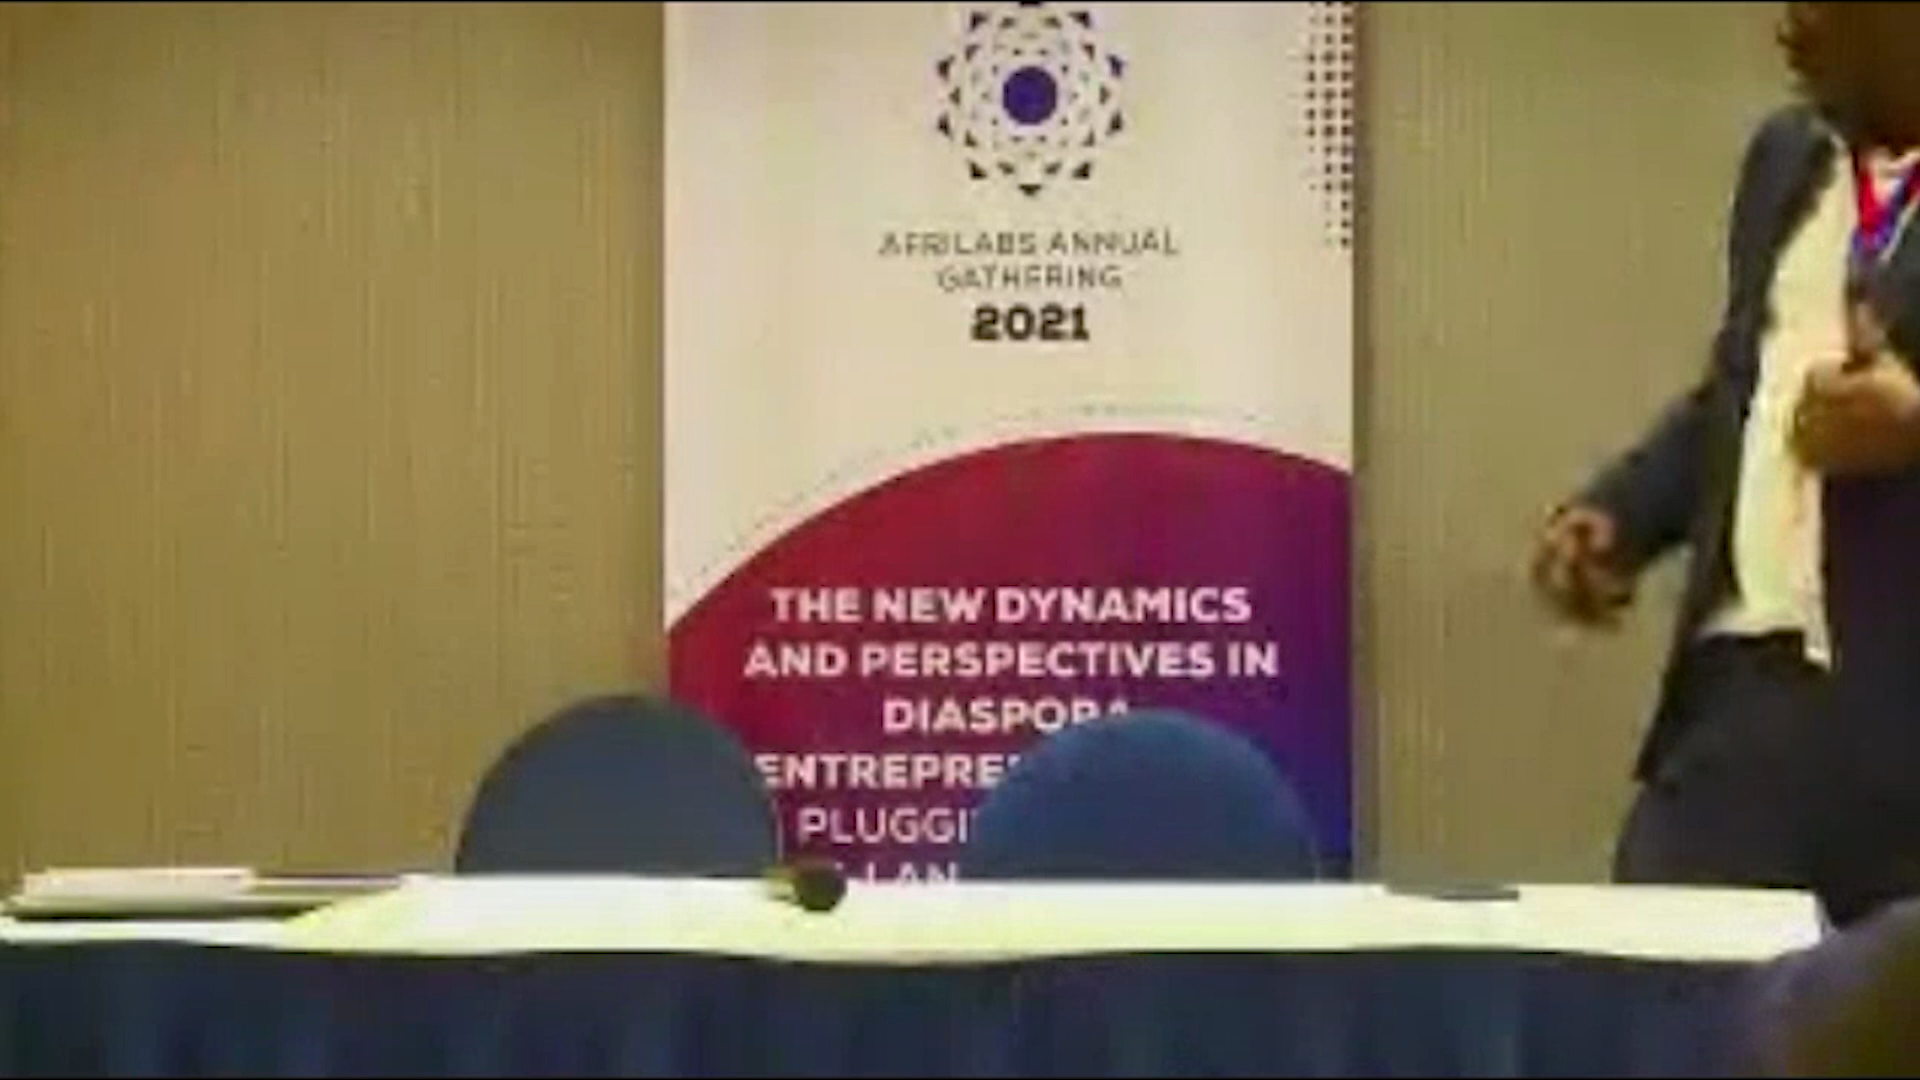 AFRILABS ANNUAL
GATHERING
2021
THE NEW DYNAMICS
AND PERSPECTIVES IN
DIASPORA